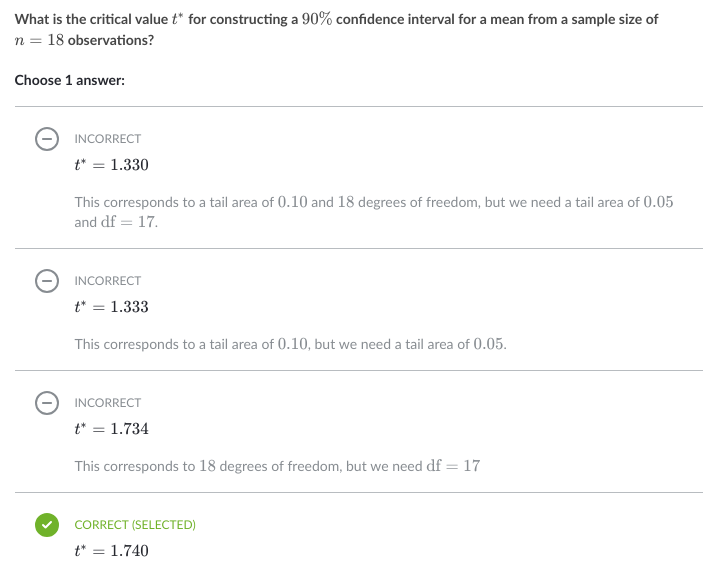 What is the critical value t* for constructing a 90% confidence interval for a mean from a sample size of
n = 18 observations?
Choose 1 answer:
INCORRECT
t* = 1.330
This corresponds to a tail area of 0.10 and 18 degrees of freedom, but we need a tail area of 0.05
and df = 17.
INCORRECT
t* = 1.333
This corresponds to a tail area of 0.10, but we need a tail area of 0.05.
INCORRECT
t* = 1.734
This corresponds to 18 degrees of freedom, but we need df = 17
CORRECT (SELECTED)
t* = 1.740